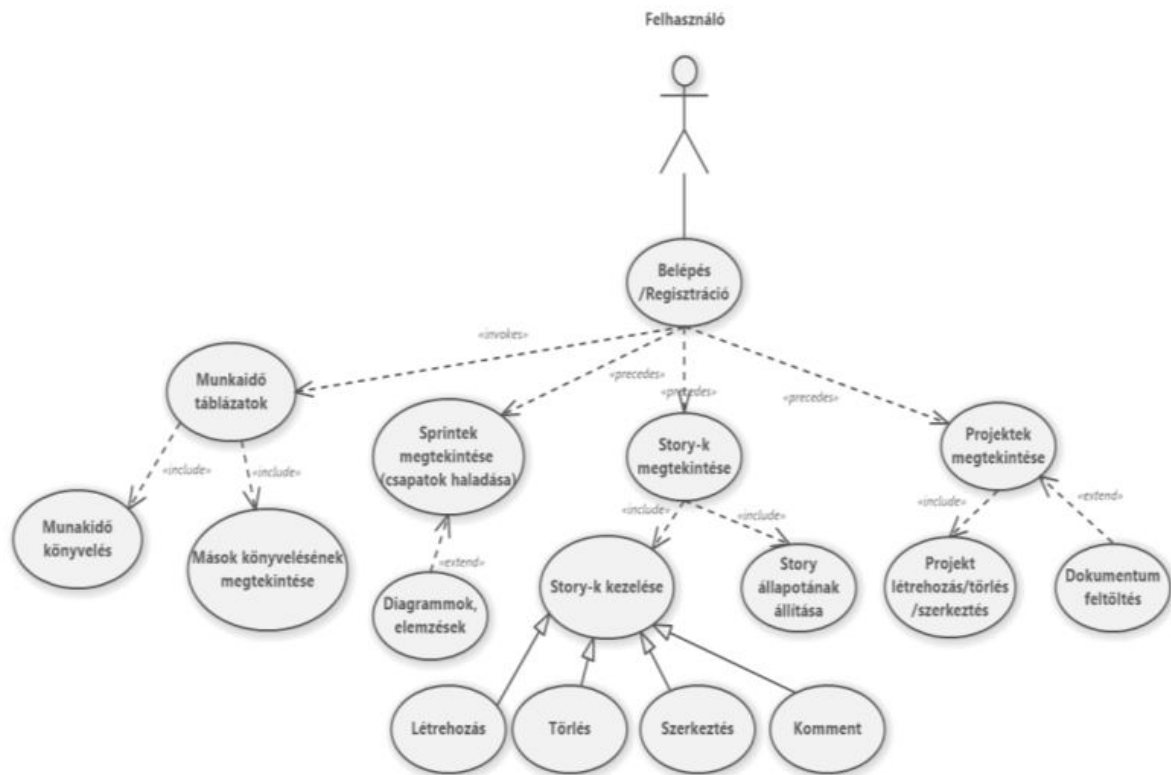 Felhasználó
Belépés
/Regisztráció
«invokes»
«precedes»
«precedes»
«precedes»
Munkaidő
táblázatok
Sprintek
megtekintése
(csapatok haladása)
Story-k
megtekintése
Projektek
megtekintése
«include»
«include»
«extend»
«include»
«include»
«include»
«extend»
Munakidő
könyvelés
Mások könyvelésének
megtekintése
Diagrammok,
elemzések
Story-k kezelése
Story
állapotának
állítása
Projekt
létrehozás/törlés
/szerkeztés
Dokumentum
feltöltés
Létrehozás
Törlés
Szerkeztés
Komment